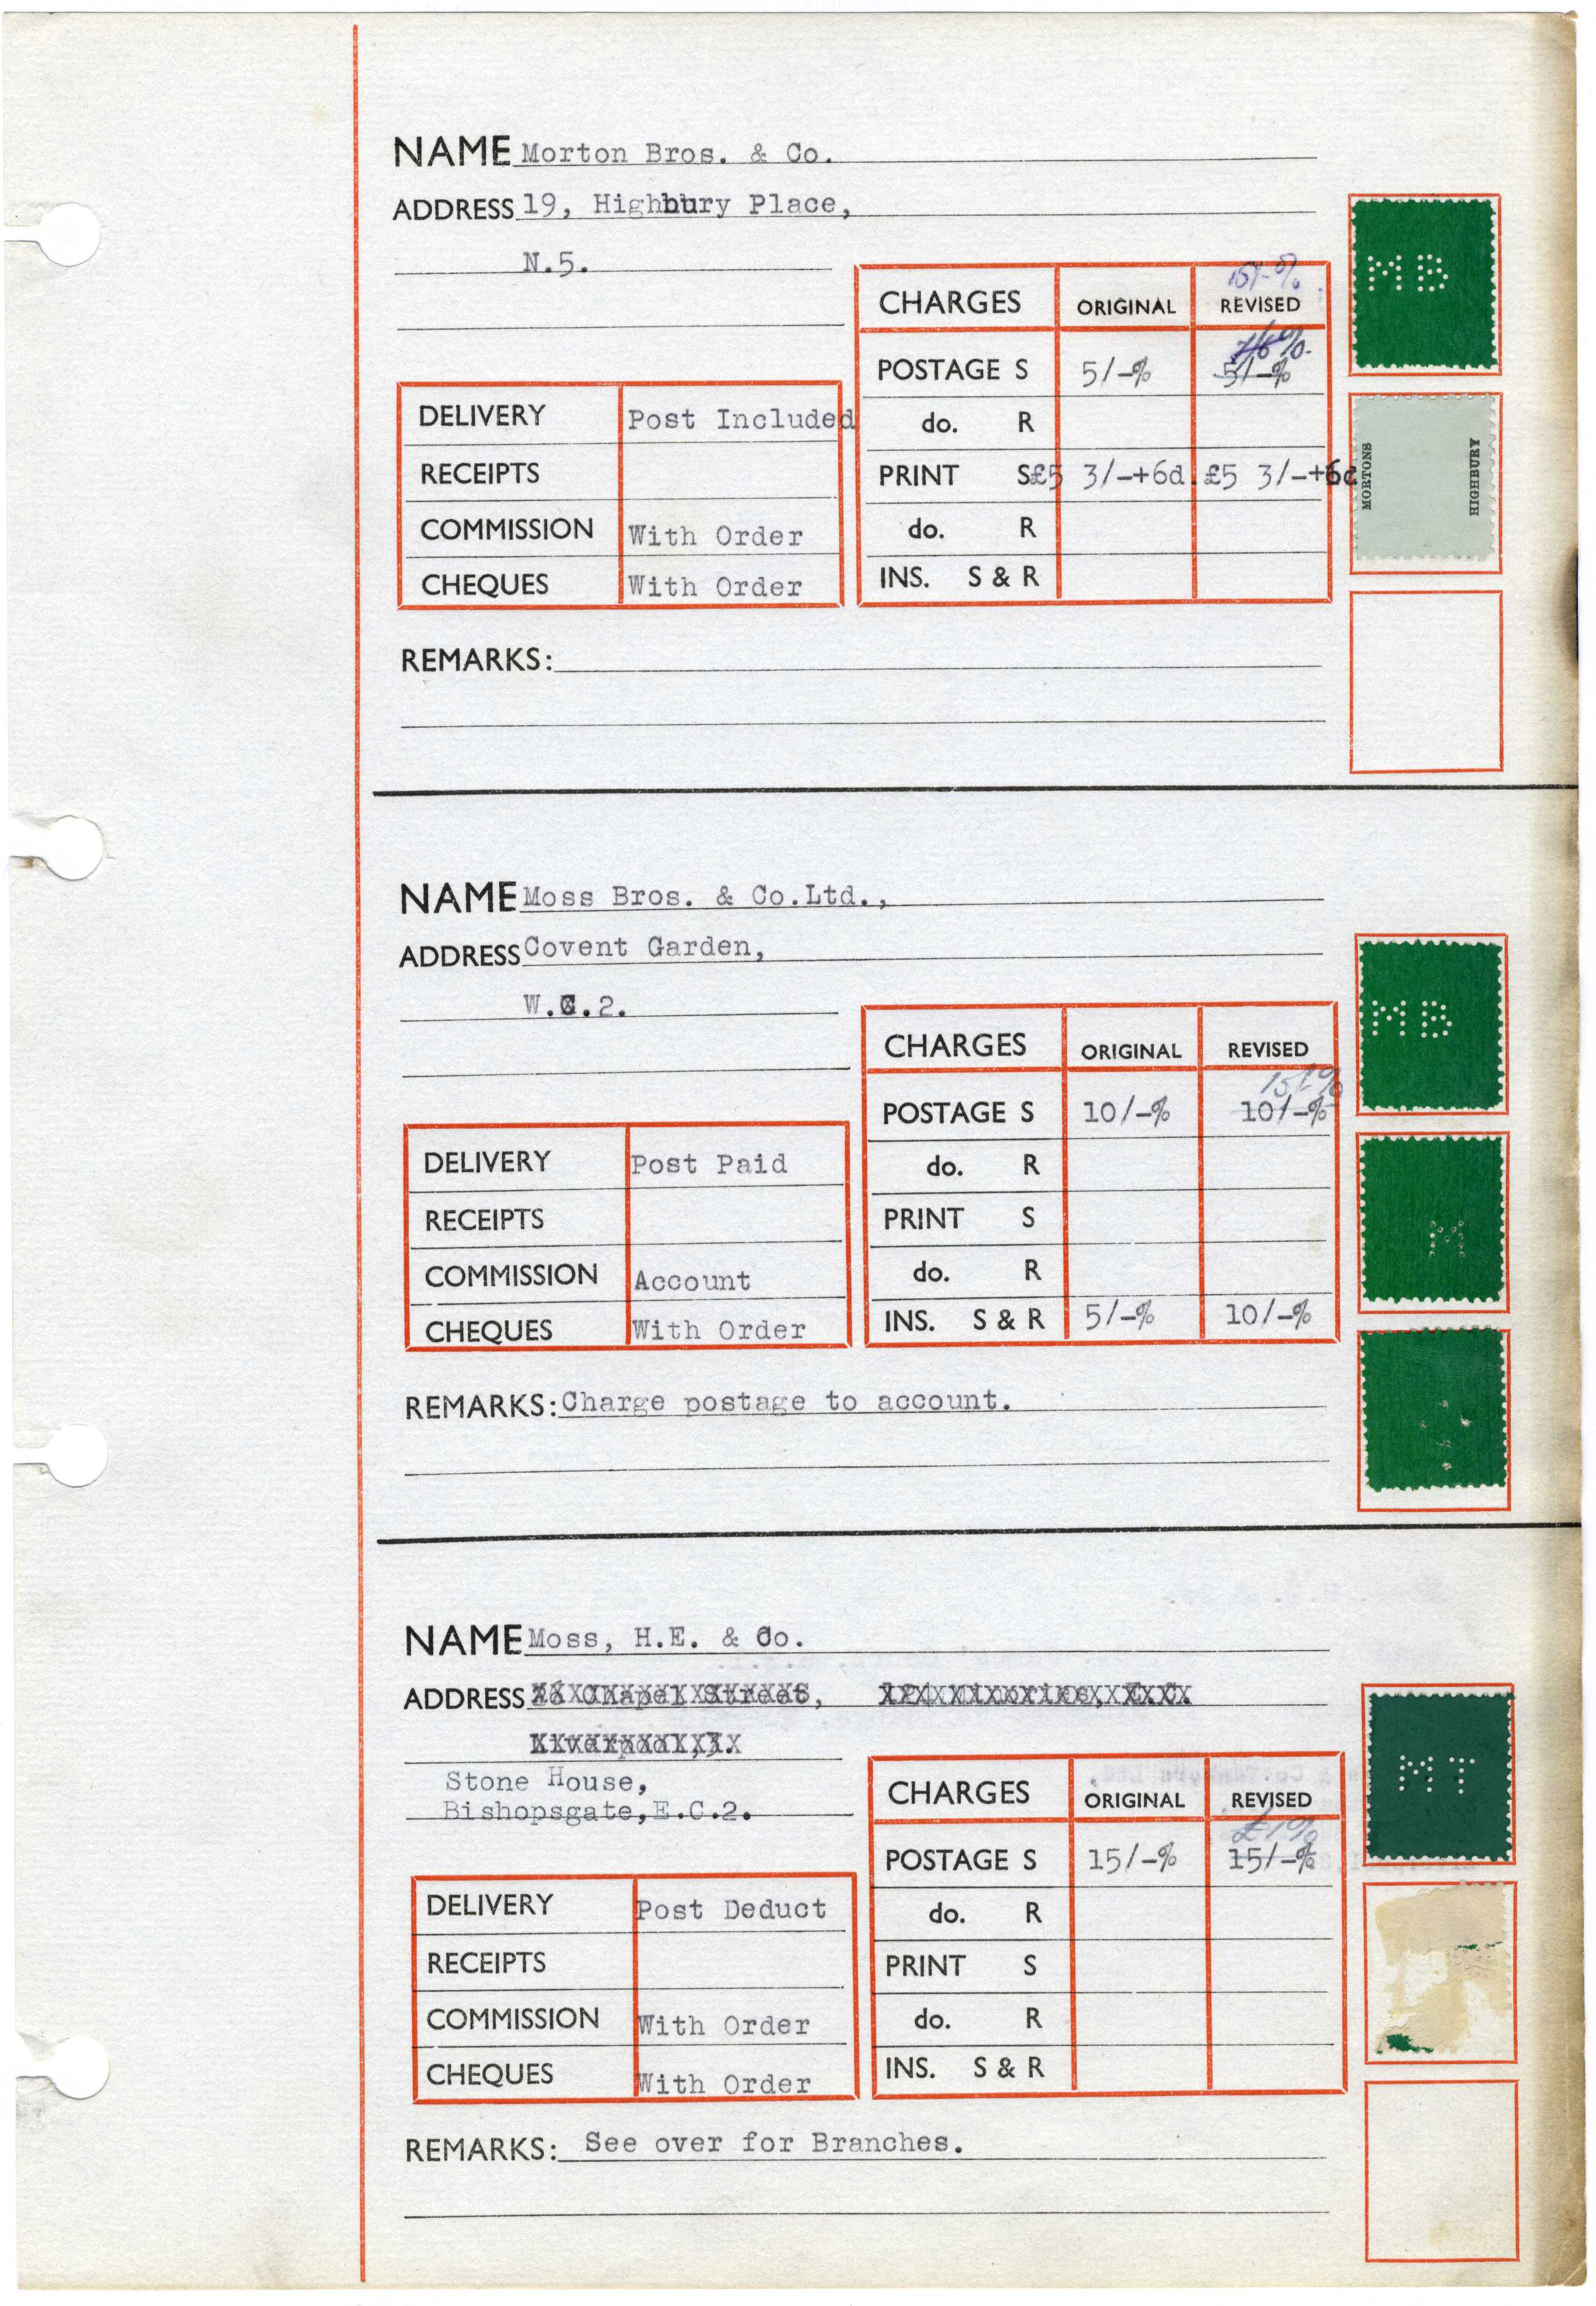 NAME Morton Bros. & Co.
ADDRESS 19, Highbury Place,
N.5.
CHARGES ORIGINAL REVISED
15/-%
POSTAGE S 5/-% 5/-%
7/6%.
do. R
PRINT S £5 3/-+6d. £5 3/-+6d
do. R
INS. S & R
DELIVERY Post Included
RECEIPTS
COMMISSION With Order
CHEQUES With Order
REMARKS:
MB
MORTONS
HIGHBURY
NAME Moss Bros. & Co.Ltd.,
ADDRESS Covent Garden,
W.C.2.
CHARGES ORIGINAL REVISED
15/-%
POSTAGE S 10/-% 10/-%
do. R
PRINT S
do. R
INS. S & R 5/-% 10/-%
DELIVERY Post Paid
RECEIPTS
COMMISSION Account
CHEQUES With Order
REMARKS: Charge postage to account.
MB
M
NAME Moss, H.E. & Co.
ADDRESS
Stone House,
Bishopsgate, E.C.2.
CHARGES ORIGINAL REVISED
£1%
POSTAGE S 15/-% 15/-%
do. R
PRINT S
do. R
INS. S & R
DELIVERY Post Deduct
RECEIPTS
COMMISSION With Order
CHEQUES With Order
REMARKS: See over for Branches.
MT